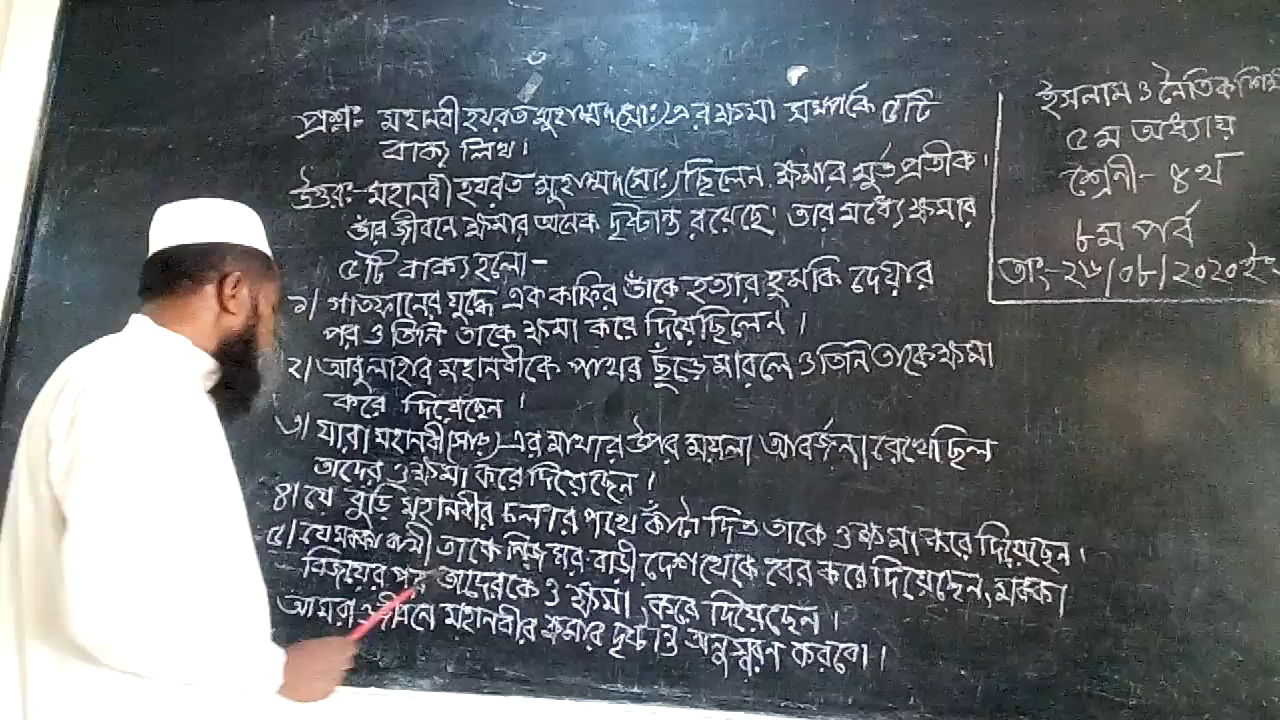 প্রশ্ন:- মহানবী হযরত মুহাম্মদ (সাঃ) এর ক্ষমা সম্পর্কে ৫টি
বাক্য লিখ।
উত্তর:- মহানবী হযরত মুহাম্মদ (সাঃ) ছিলেন ক্ষমার মুর্ত প্রতীক।
তাঁর জীবনে ক্ষমার অনেক দৃষ্টান্ত রয়েছে। তার মধ্যে ক্ষমার
৫টি বাক্য হলো-
১। গাতফানের যুদ্ধে এক কাফির তাঁকে হত্যার হুমকি দেয়ার
পর ও তিনি তাকে ক্ষমা করে দিয়েছিলেন।
২। আবু লাহাব মহানবীকে পাথর ছুঁড়ে মারলে ও তিনি তাকে ক্ষমা
করে দিয়েছেন।
৩। যারা মহানবী (সাঃ) এর মাথার উপর ময়লা আবর্জনা রেখেছিল
তাদের ও ক্ষমা করে দিয়েছেন।
৪। যে বুড়ি মহানবীর চলার পথে কাঁটা দিত তাকে ও ক্ষমা করে দিয়েছেন।
৫। যে মক্কা বাসী তাকে নিজ ঘর বাড়ী দেশ থেকে বের করে দিয়েছেন, মক্কা
বিজয়ের পর তাদেরকে ও ক্ষমা করে দিয়েছেন।
আমরা জীবনে মহানবীর ক্ষমার দৃষ্টান্ত অনুস্বরণ করবো।
ইসলাম ও নৈতিক শিক্ষা
৫ম অধ্যায়
শ্রেনী- ৪র্থ
৮ম পর্ব
তাং-২৬/০৮/২০২০ইং